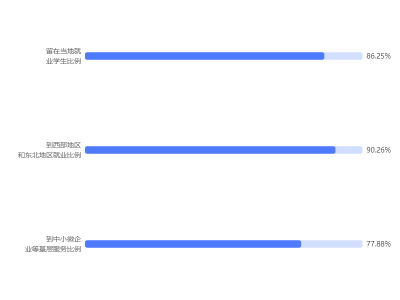 留在当地就
业学生比例
86.25%
到西部地区
和东北地区就业比例
90.26%
到中小微企
业等基层服务比例
77.88%